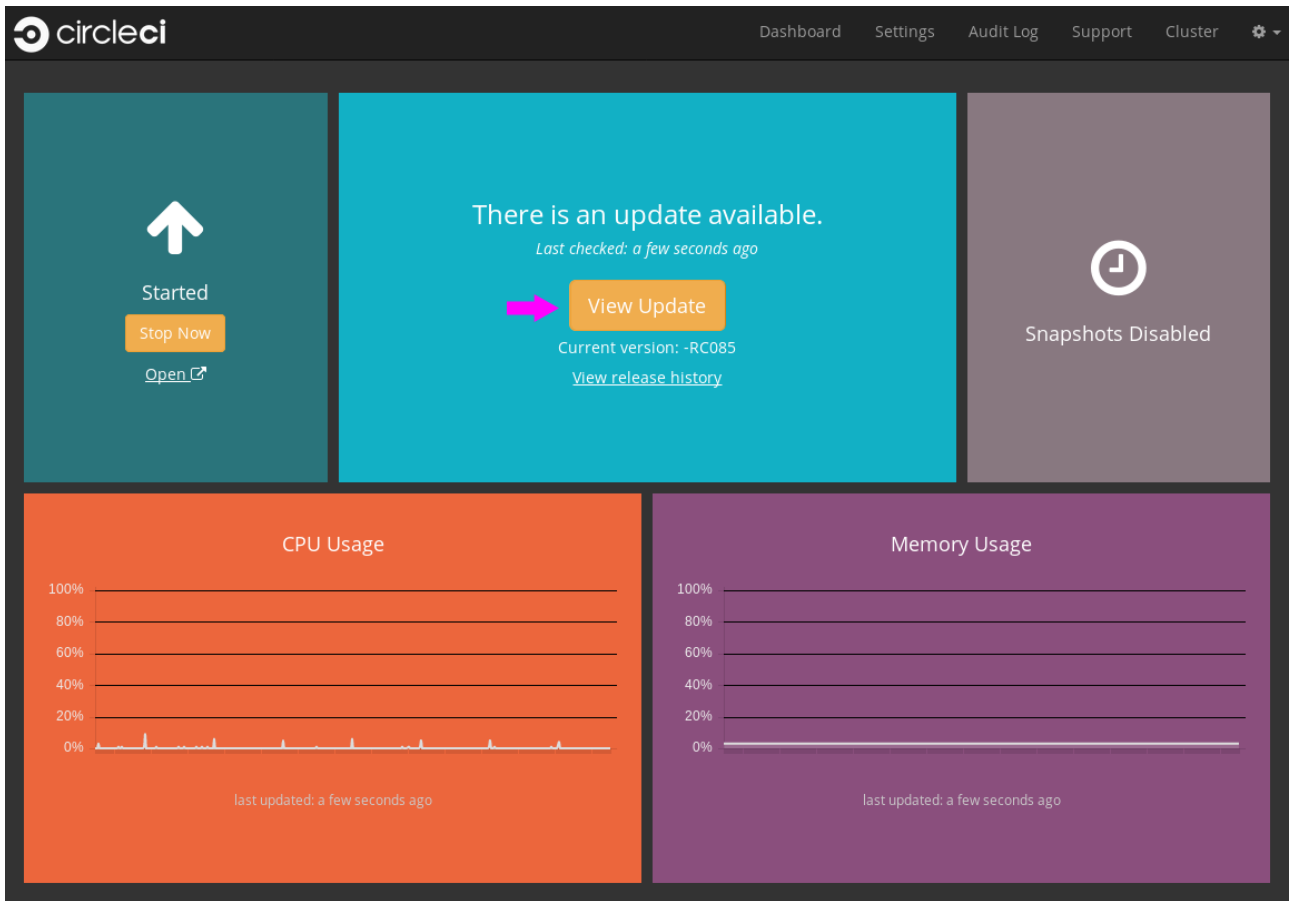 circleci
Dashboard Settings Audit Log Support Cluster
Started
Stop Now
Open
There is an update available.
Last checked: a few seconds ago
View Update
Current version: -RC085
View release history
Snapshots Disabled
CPU Usage
100%
80%
60%
40%
20%
0%
last updated: a few seconds ago
Memory Usage
100%
80%
60%
40%
20%
0%
last updated: a few seconds ago